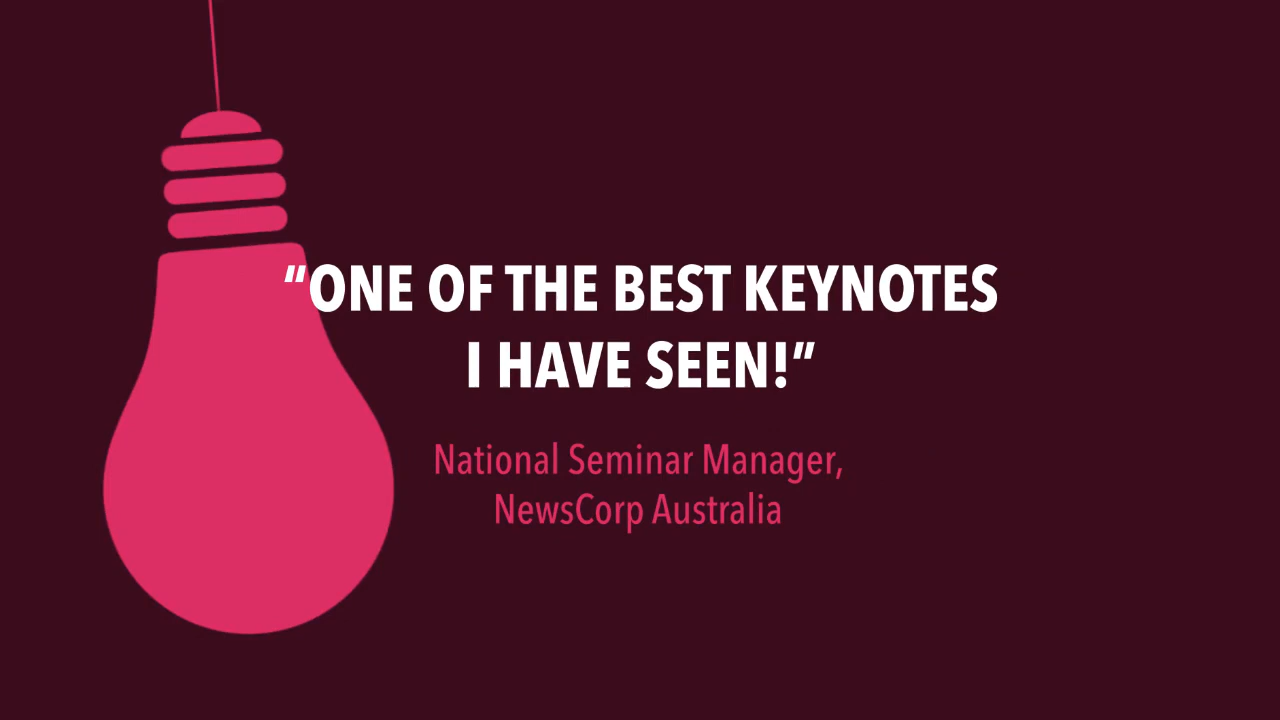 “ONE OF THE BEST KEYNOTES
I HAVE SEEN!”
National Seminar Manager,
NewsCorp Australia